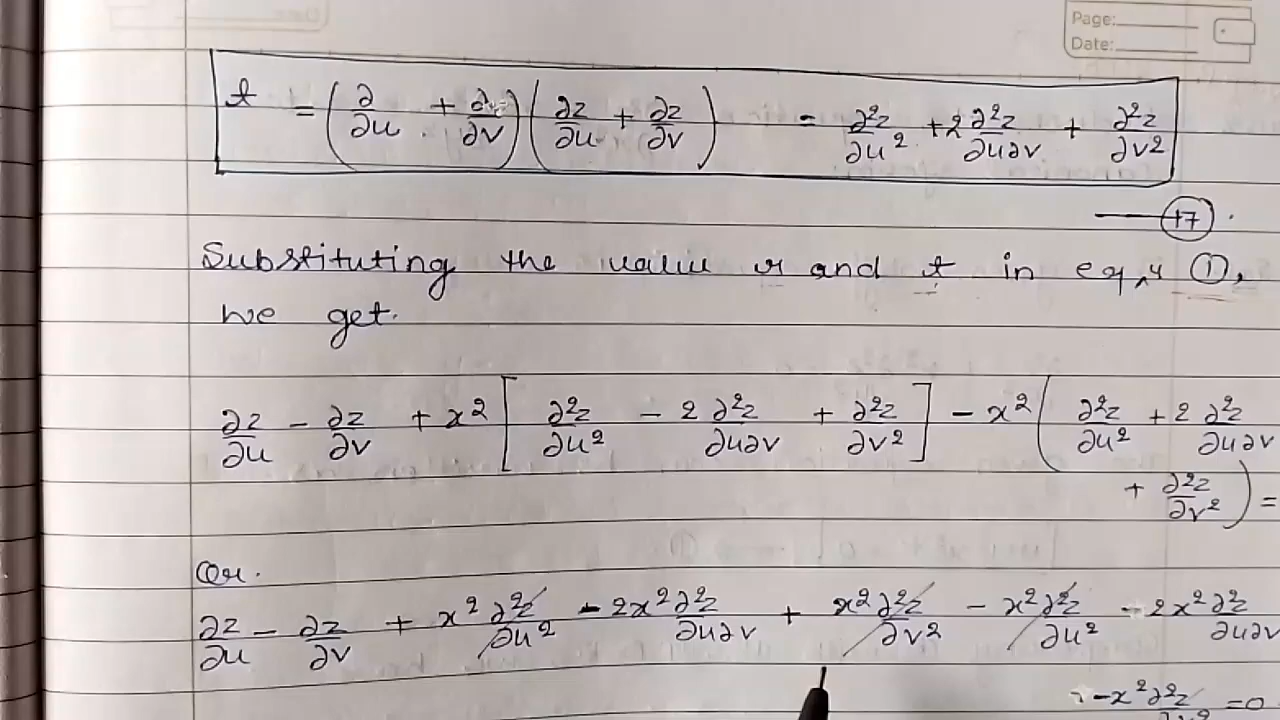 Page:
Date:
t = (∂/∂u + ∂/∂v)(∂z/∂u + ∂z/∂v) = ∂²z/∂u² + 2 ∂²z/∂u∂v + ∂²z/∂v²
— 17 .
Substituting the value r and t in eqⁿ ①,
we get.
∂z/∂u - ∂z/∂v + x² [∂²z/∂u² - 2 ∂²z/∂u∂v + ∂²z/∂v²] - x² (∂²z/∂u² + 2 ∂²z/∂u∂v
+ ∂²z/∂v²) =
Or.
∂z/∂u - ∂z/∂v + x² ∂²z/∂u² - 2x² ∂²z/∂u∂v + x² ∂²z/∂v² - x² ∂²z/∂u² - 2x² ∂²z/∂u∂v
- x² ∂²z/∂v² = 0